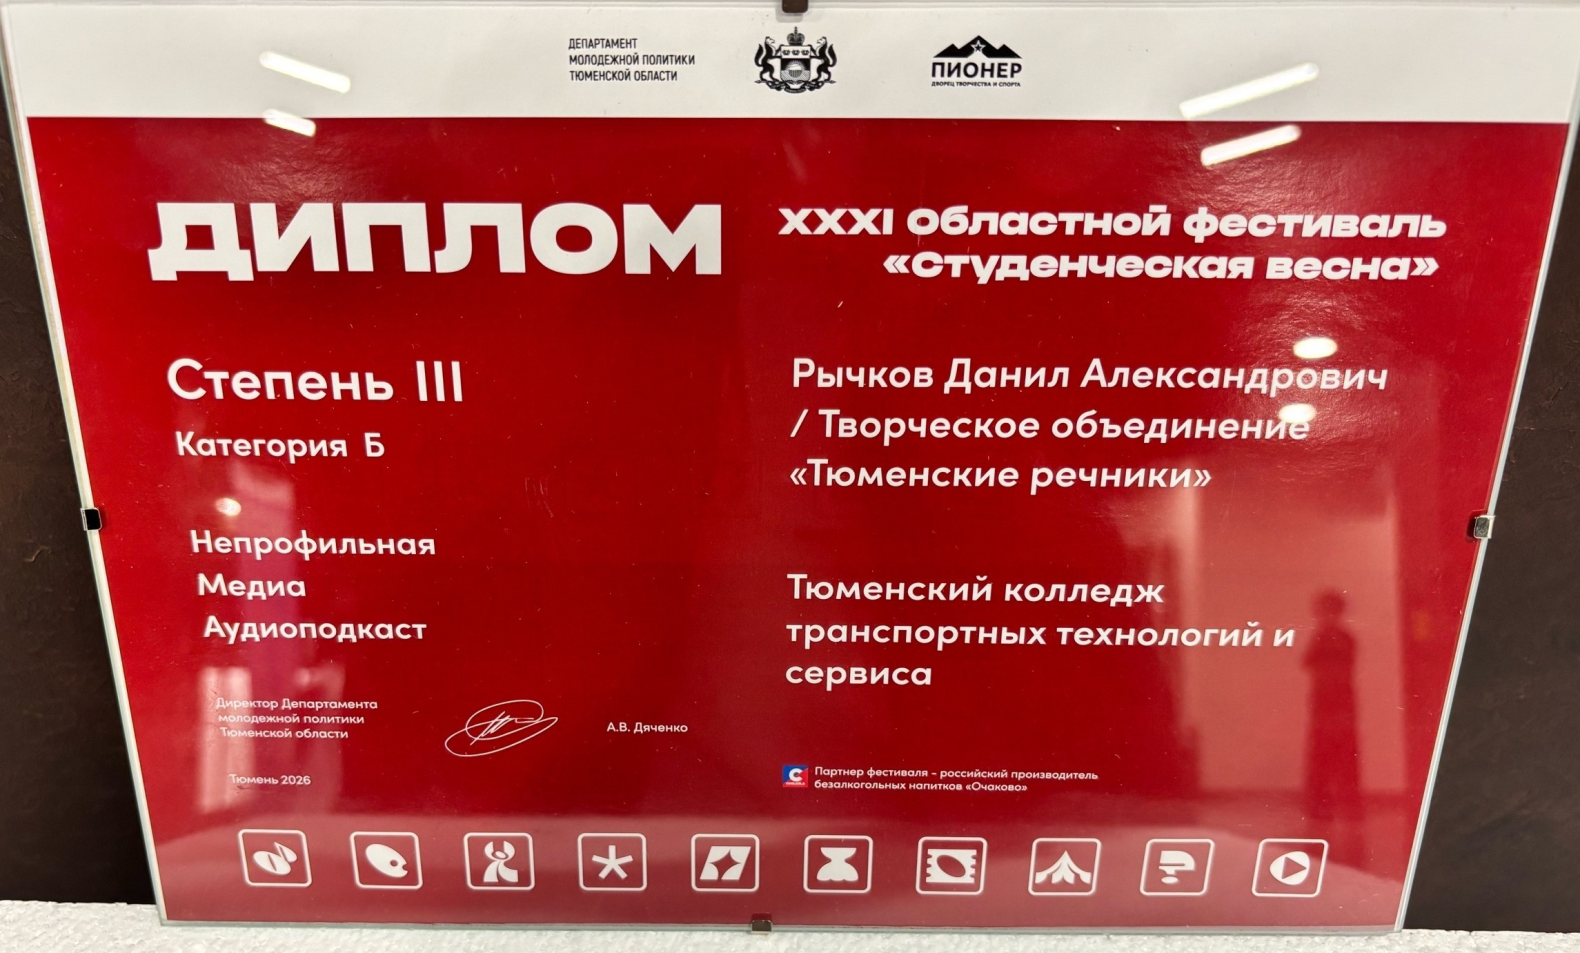 ДЕПАРТАМЕНТ
МОЛОДЕЖНОЙ ПОЛИТИКИ
ТЮМЕНСКОЙ ОБЛАСТИ
ПИОНЕР
ДВОРЕЦ ТВОРЧЕСТВА И СПОРТА
ДИПЛОМ
XXXI Областной фестиваль
«Студенческая весна»
Степень III
Категория Б
Непрофильная
Медиа
Аудиоподкаст
Рычков Данил Александрович
/ Творческое объединение
«Тюменские речники»
Тюменский колледж
транспортных технологий и
сервиса
Директор Департамента
молодежной политики
Тюменской области
А.В. Дяченко
Тюмень 2026
Партнер фестиваля - российский производитель
безалкогольных напитков «Очаково»